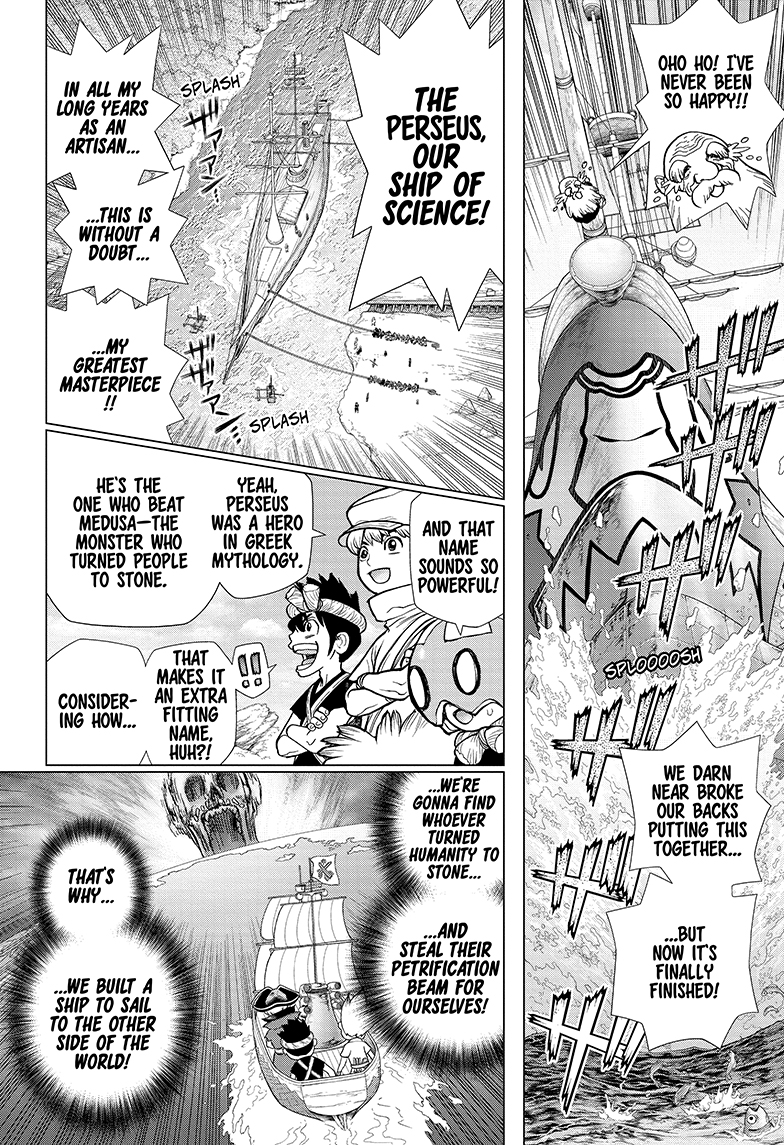 OHO HO! I'VE
NEVER BEEN
SO HAPPY!!
SPLOOOOSH
WE DARN
NEAR BROKE
OUR BACKS
PUTTING THIS
TOGETHER...
...BUT
NOW IT'S
FINALLY
FINISHED!
THE
PERSEUS,
OUR
SHIP OF
SCIENCE!
SPLASH
IN ALL MY
LONG YEARS
AS AN
ARTISAN...
...THIS IS
WITHOUT A
DOUBT...
...MY
GREATEST
MASTERPIECE
!!
SPLASH
AND THAT
NAME
SOUNDS SO
POWERFUL!
YEAH,
PERSEUS
WAS A HERO
IN GREEK
MYTHOLOGY.
HE'S THE
ONE WHO BEAT
MEDUSA—THE
MONSTER WHO
TURNED PEOPLE
TO STONE.
!!
THAT
MAKES IT
AN EXTRA
FITTING
NAME,
HUH?!
CONSIDER-
ING HOW...
...WE'RE
GONNA FIND
WHOEVER
TURNED
HUMANITY TO
STONE...
...AND
STEAL THEIR
PETRIFICATION
BEAM FOR
OURSELVES!
THAT'S
WHY...
...WE BUILT A
SHIP TO SAIL
TO THE OTHER
SIDE OF THE
WORLD!